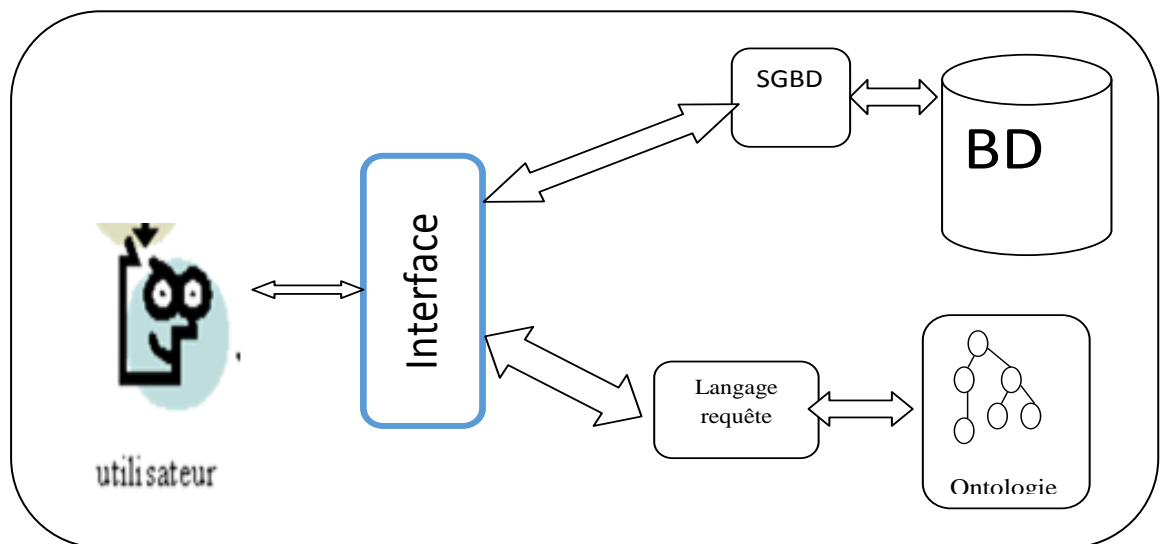 SGBD
BD
Interface
utilisateur
Langage
requête
Ontologie